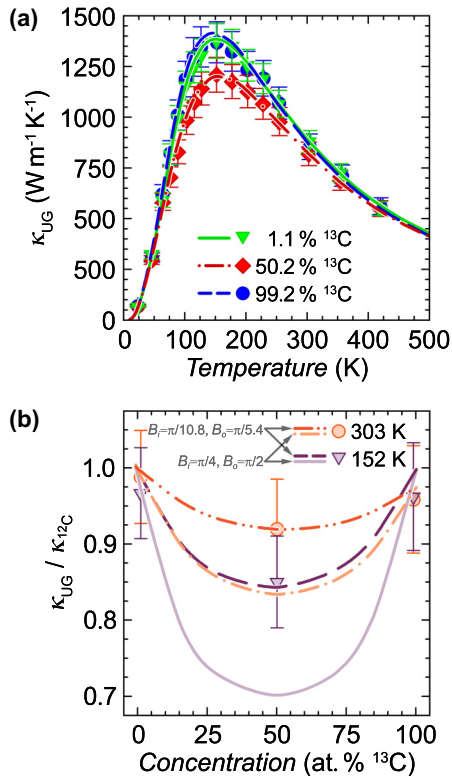 (a)
1500
1250
1000
750
500
500
0
κUG (W m⁻¹ K⁻¹)
1.1 % ¹³C
50.2 % ¹³C
99.2 % ¹³C
0 100 200 300 400 500
Temperature (K)
(b)
Bᵢ=π/10.8, Bₒ=π/5.4
303 K
Bᵢ=π/4, Bₒ=π/2
152 K
1.0
0.9
0.8
0.7
κUG / κ12C
0 25 50 75 100
Concentration (at. % ¹³C)